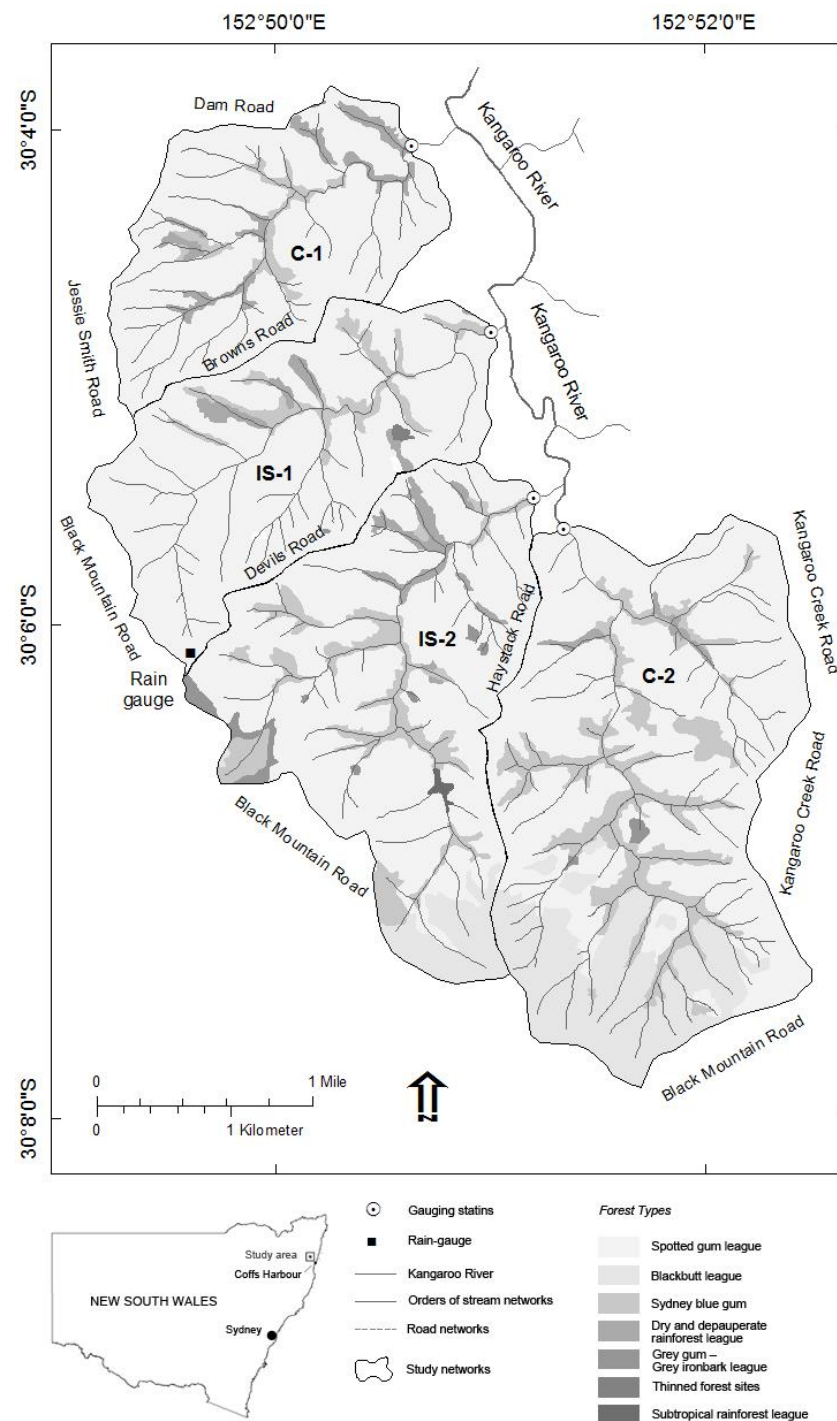 152°50'0"E
152°52'0"E
30°4'0"S
30°6'0"S
30°8'0"S
Dam Road
Kangaroo River
C-1
Jessie Smith Road
Browns Road
Kangaroo River
IS-1
Devils Road
Black Mountain Road
Kangaroo Creek Road
IS-2
Haystack Road
C-2
Rain
gauge
Black Mountain Road
Kangaroo Creek Road
Black Mountain Road
0
1 Mile
0
1 Kilometer
N
Study area
Coffs Harbour
NEW SOUTH WALES
Sydney
Gauging statins
Rain-gauge
Kangaroo River
Orders of stream networks
Road networks
Study networks
Forest Types
Spotted gum league
Blackbutt league
Sydney blue gum
Dry and depauperate
rainforest league
Grey gum –
Grey ironbark league
Thinned forest sites
Subtropical rainforest league